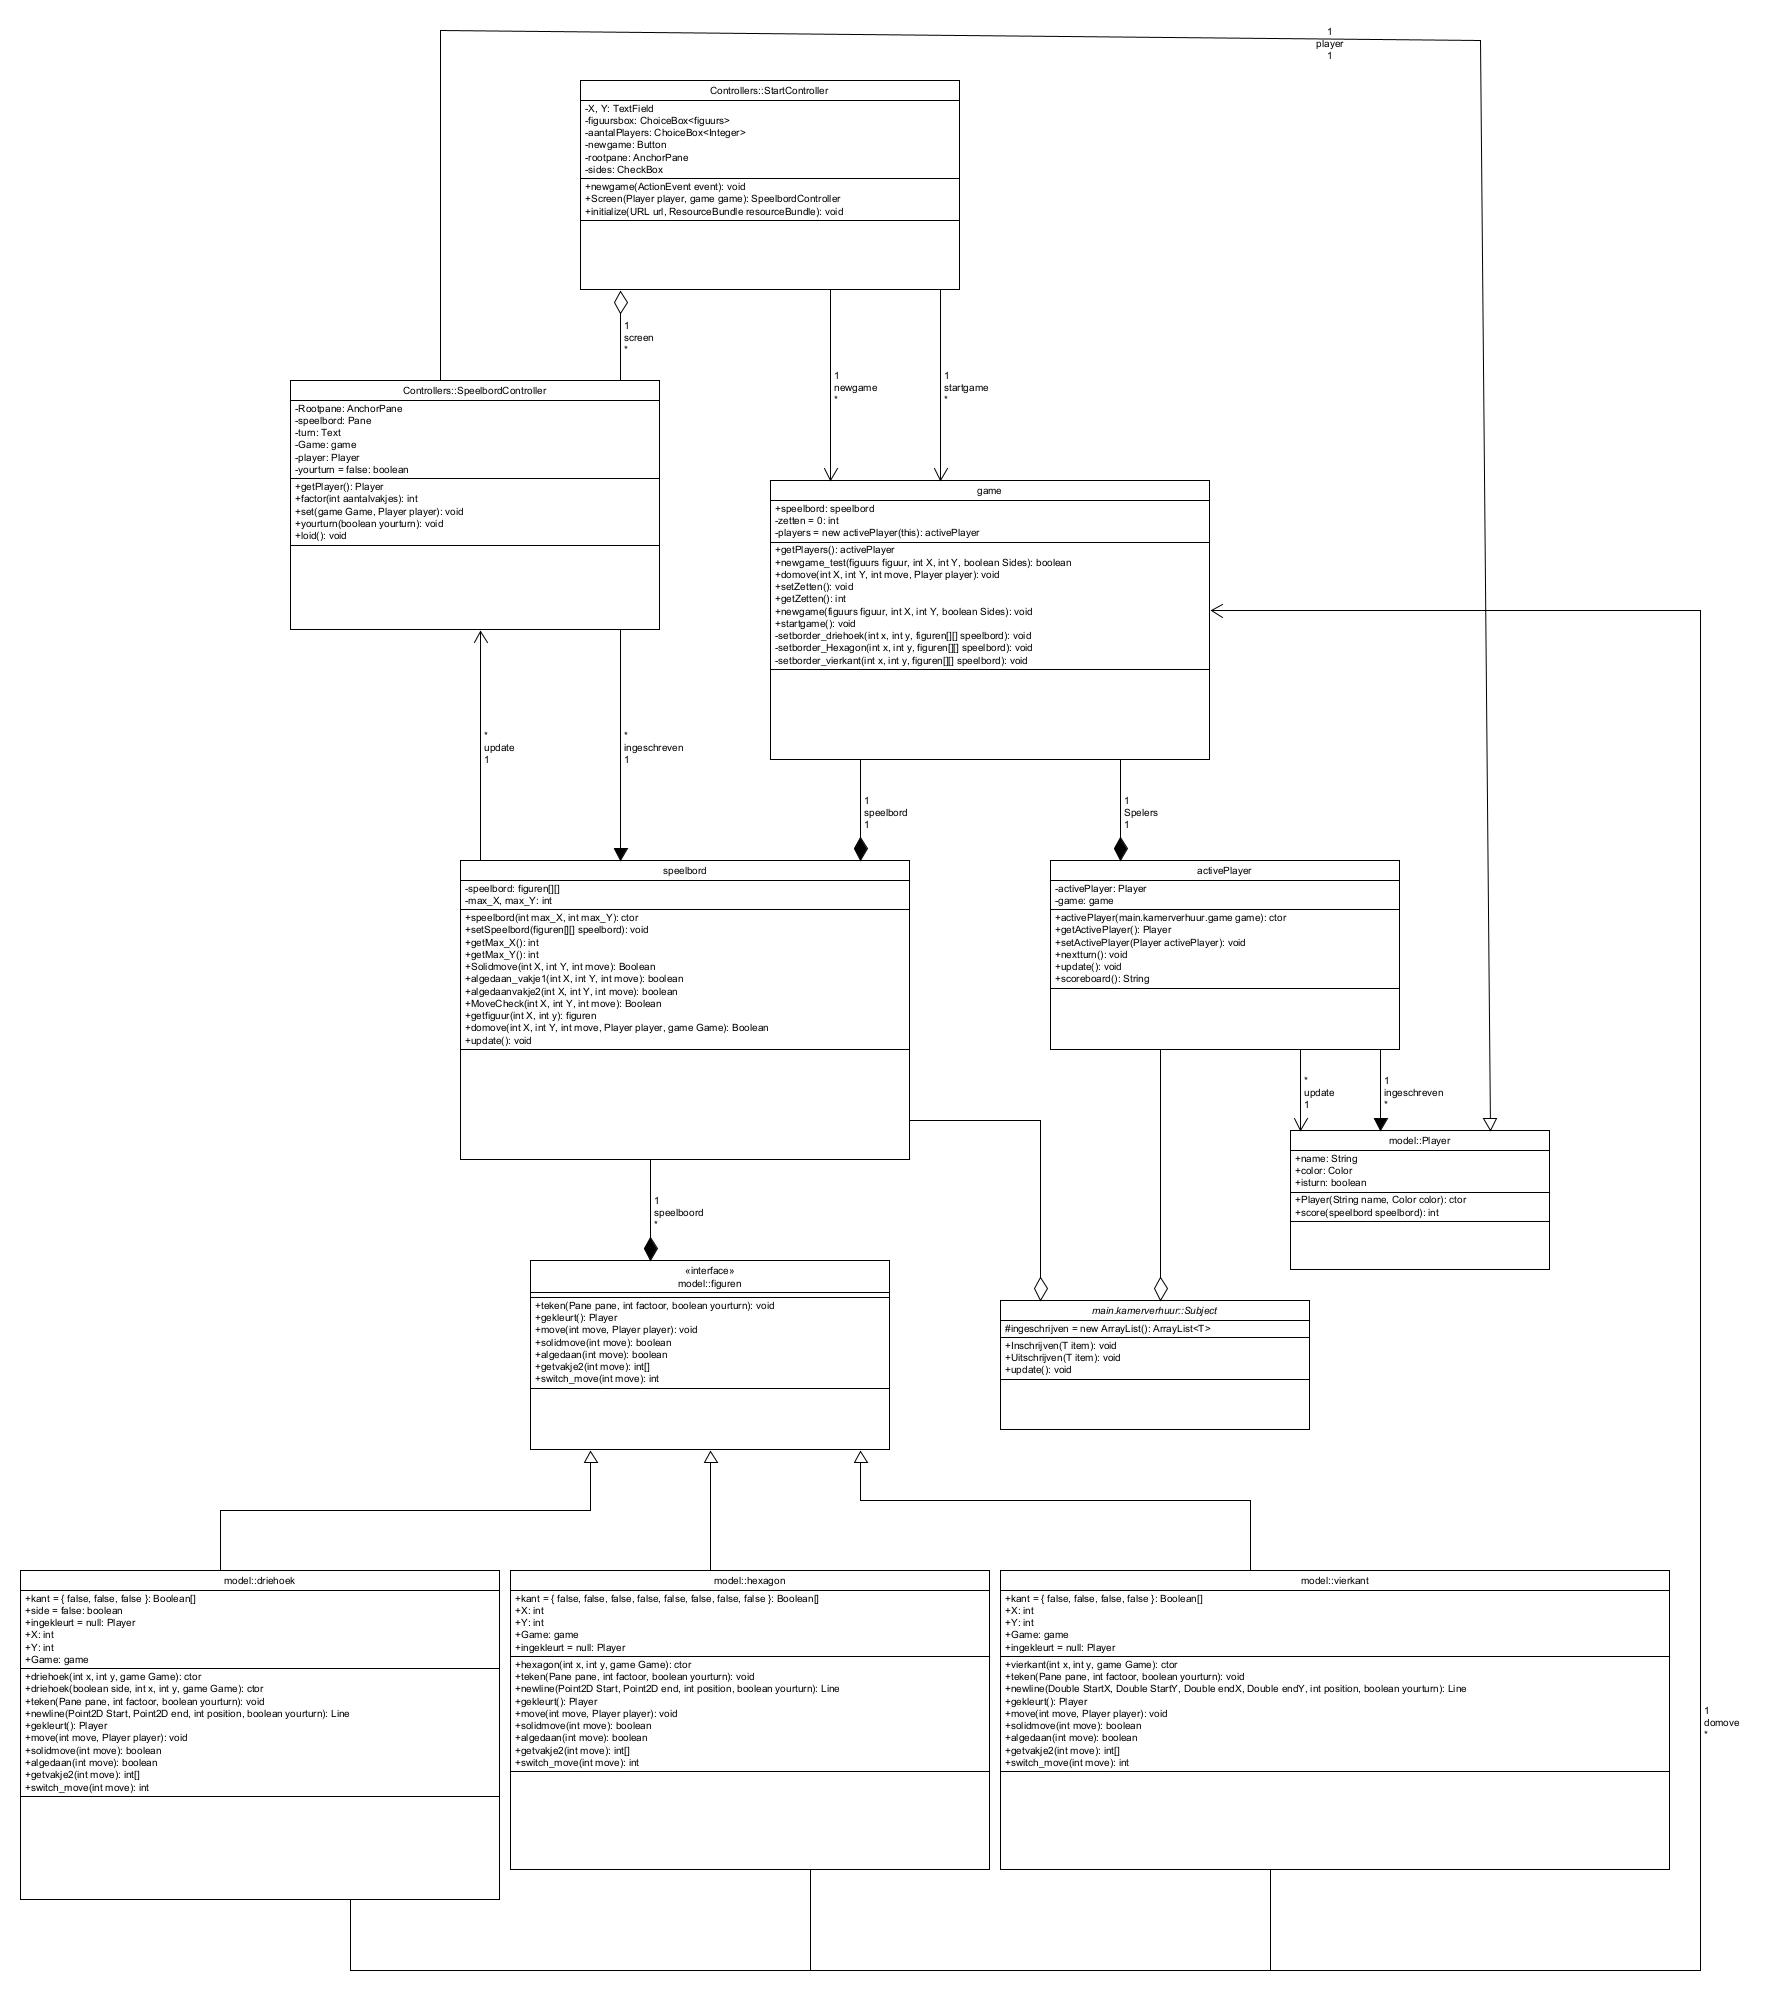 1
player
1
Controllers::StartController
-X, Y: TextField
-figuursbox: ChoiceBox<figuurs>
-aantalPlayers: ChoiceBox<Integer>
-newgame: Button
-rootpane: AnchorPane
-sides: CheckBox
+newgame(ActionEvent event): void
+Screen(Player player, game game): SpeelbordController
+initialize(URL url, ResourceBundle resourceBundle): void
1
screen
*
1
newgame
*
1
startgame
*
Controllers::SpeelbordController
-Rootpane: AnchorPane
-speelbord: Pane
-turn: Text
-Game: game
-player: Player
-yourturn = false: boolean
+getPlayer(): Player
+factor(int aantalvakjes): int
+set(game Game, Player player): void
+yourturn(boolean yourturn): void
+loid(): void
game
+speelbord: speelbord
-zetten = 0: int
-players = new activePlayer(this): activePlayer
+getPlayers(): activePlayer
+newgame_test(figuurs figuur, int X, int Y, boolean Sides): boolean
+domove(int X, int Y, int move, Player player): void
+setZetten(): void
+getZetten(): int
+newgame(figuurs figuur, int X, int Y, boolean Sides): void
+startgame(): void
-setborder_driehoek(int x, int y, figuren[][] speelbord): void
-setborder_Hexagon(int x, int y, figuren[][] speelbord): void
-setborder_vierkant(int x, int y, figuren[][] speelbord): void
*
update
1
*
ingeschreven
1
1
speelbord
1
1
Spelers
1
speelbord
-speelbord: figuren[][]
-max_X, max_Y: int
+speelbord(int max_X, int max_Y): ctor
+setSpeelbord(figuren[][] speelbord): void
+getMax_X(): int
+getMax_Y(): int
+Solidmove(int X, int Y, int move): Boolean
+algedaan_vakje1(int X, int Y, int move): boolean
+algedaanvakje2(int X, int Y, int move): boolean
+MoveCheck(int X, int Y, int move): Boolean
+getfiguur(int X, int y): figuren
+domove(int X, int Y, int move, Player player, game Game): Boolean
+update(): void
activePlayer
-activePlayer: Player
-game: game
+activePlayer(main.kamerverhuur.game game): ctor
+getActivePlayer(): Player
+setActivePlayer(Player activePlayer): void
+nextturn(): void
+update(): void
+scoreboard(): String
*
update
1
1
ingeschreven
*
model::Player
+name: String
+color: Color
+isturn: boolean
+Player(String name, Color color): ctor
+score(speelbord speelbord): int
1
speelboord
*
«interface»
model::figuren
+teken(Pane pane, int factoor, boolean yourturn): void
+gekleurt(): Player
+move(int move, Player player): void
+solidmove(int move): boolean
+algedaan(int move): boolean
+getvakje2(int move): int[]
+switch_move(int move): int
main.kamerverhuur::Subject
#ingeschrijven = new ArrayList(): ArrayList<T>
+Inschrijven(T item): void
+Uitschrijven(T item): void
+update(): void
model::driehoek
+kant = { false, false, false }: Boolean[]
+side = false: boolean
+ingekleurt = null: Player
+X: int
+Y: int
+Game: game
+driehoek(int x, int y, game Game): ctor
+driehoek(boolean side, int x, int y, game Game): ctor
+teken(Pane pane, int factoor, boolean yourturn): void
+newline(Point2D Start, Point2D end, int position, boolean yourturn): Line
+gekleurt(): Player
+move(int move, Player player): void
+solidmove(int move): boolean
+algedaan(int move): boolean
+getvakje2(int move): int[]
+switch_move(int move): int
model::hexagon
+kant = { false, false, false, false, false, false, false, false }: Boolean[]
+X: int
+Y: int
+Game: game
+ingekleurt = null: Player
+hexagon(int x, int y, game Game): ctor
+teken(Pane pane, int factoor, boolean yourturn): void
+newline(Point2D Start, Point2D end, int position, boolean yourturn): Line
+gekleurt(): Player
+move(int move, Player player): void
+solidmove(int move): boolean
+algedaan(int move): boolean
+getvakje2(int move): int[]
+switch_move(int move): int
model::vierkant
+kant = { false, false, false, false }: Boolean[]
+X: int
+Y: int
+Game: game
+ingekleurt = null: Player
+vierkant(int x, int y, game Game): ctor
+teken(Pane pane, int factoor, boolean yourturn): void
+newline(Double StartX, Double StartY, Double endX, Double endY, int position, boolean yourturn): Line
+gekleurt(): Player
+move(int move, Player player): void
+solidmove(int move): boolean
+algedaan(int move): boolean
+getvakje2(int move): int[]
+switch_move(int move): int
1
domove
*